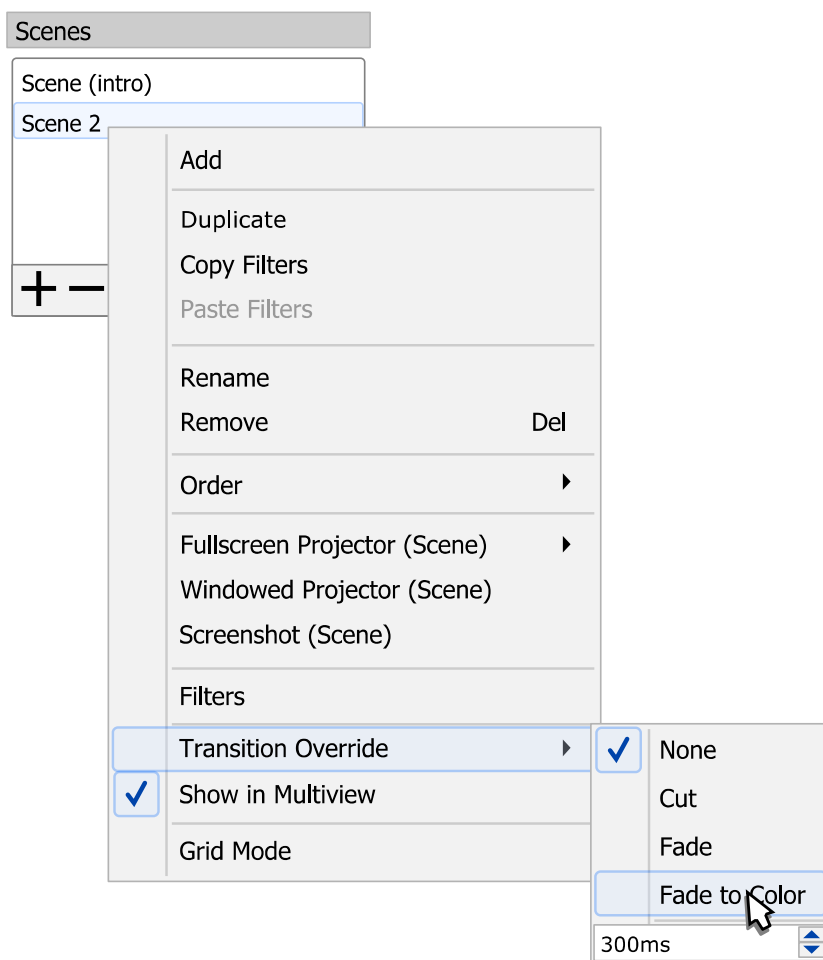 Scenes
Scene (intro)
Scene 2
Add
Duplicate
Copy Filters
Paste Filters
Rename
Remove Del
Order
Fullscreen Projector (Scene)
Windowed Projector (Scene)
Screenshot (Scene)
Filters
Transition Override
Show in Multiview
Grid Mode
None
Cut
Fade
Fade to Color
300ms